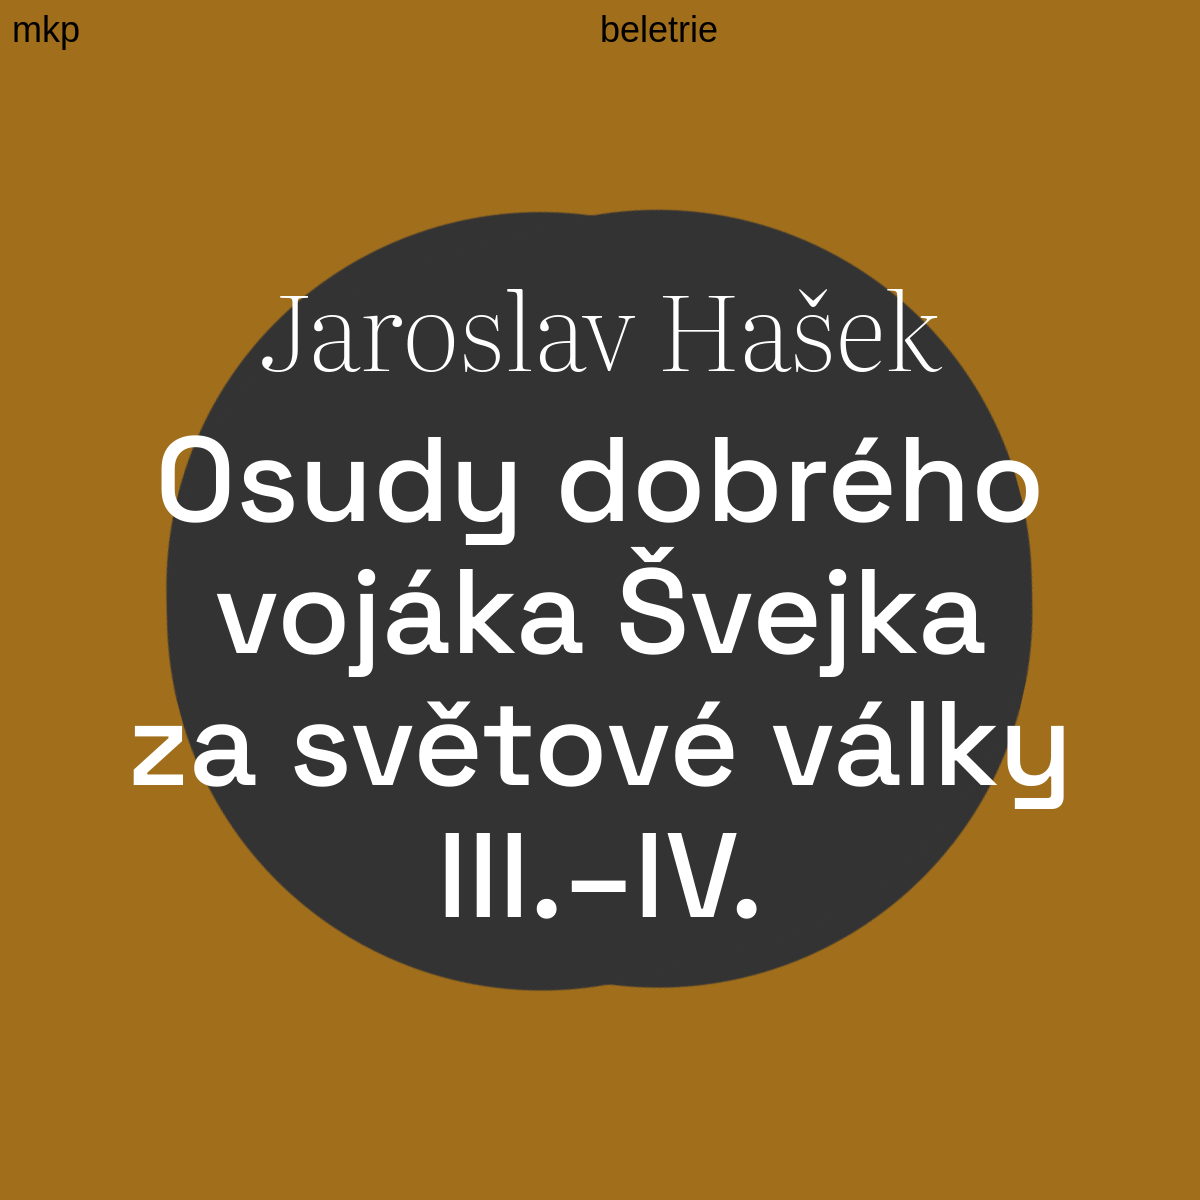 mkp
beletrie
Jaroslav Hašek
Osudy dobrého
vojáka Švejka
za světové války
III.–IV.